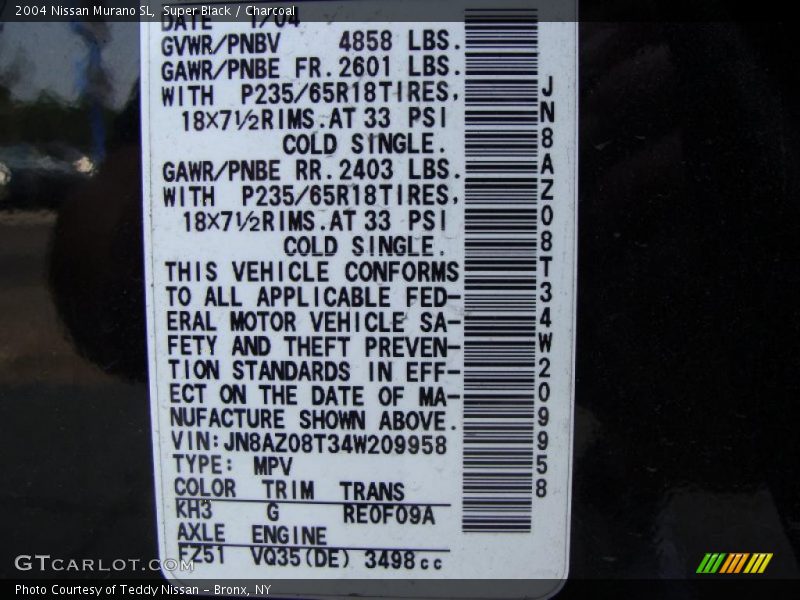 2004 Nissan Murano SL, Super Black / Charcoal
DATE 1/04
GVWR/PNBV 4858 LBS.
GAWR/PNBE FR. 2601 LBS.
WITH P235/65R18TIRES,
18X7½RIMS.AT 33 PSI
COLD SINGLE.
GAWR/PNBE RR. 2403 LBS.
WITH P235/65R18TIRES,
18X7½RIMS.AT 33 PSI
COLD SINGLE.
THIS VEHICLE CONFORMS
TO ALL APPLICABLE FED-
ERAL MOTOR VEHICLE SA-
FETY AND THEFT PREVEN-
TION STANDARDS IN EFF-
ECT ON THE DATE OF MA-
NUFACTURE SHOWN ABOVE.
VIN:JN8AZ08T34W209958
TYPE: MPV
COLOR TRIM TRANS
KH3 G RE0F09A
AXLE ENGINE
FZ51 VQ35(DE) 3498cc
JN8AZ08T34W209958
GTCARLOT.COM
Photo Courtesy of Teddy Nissan - Bronx, NY